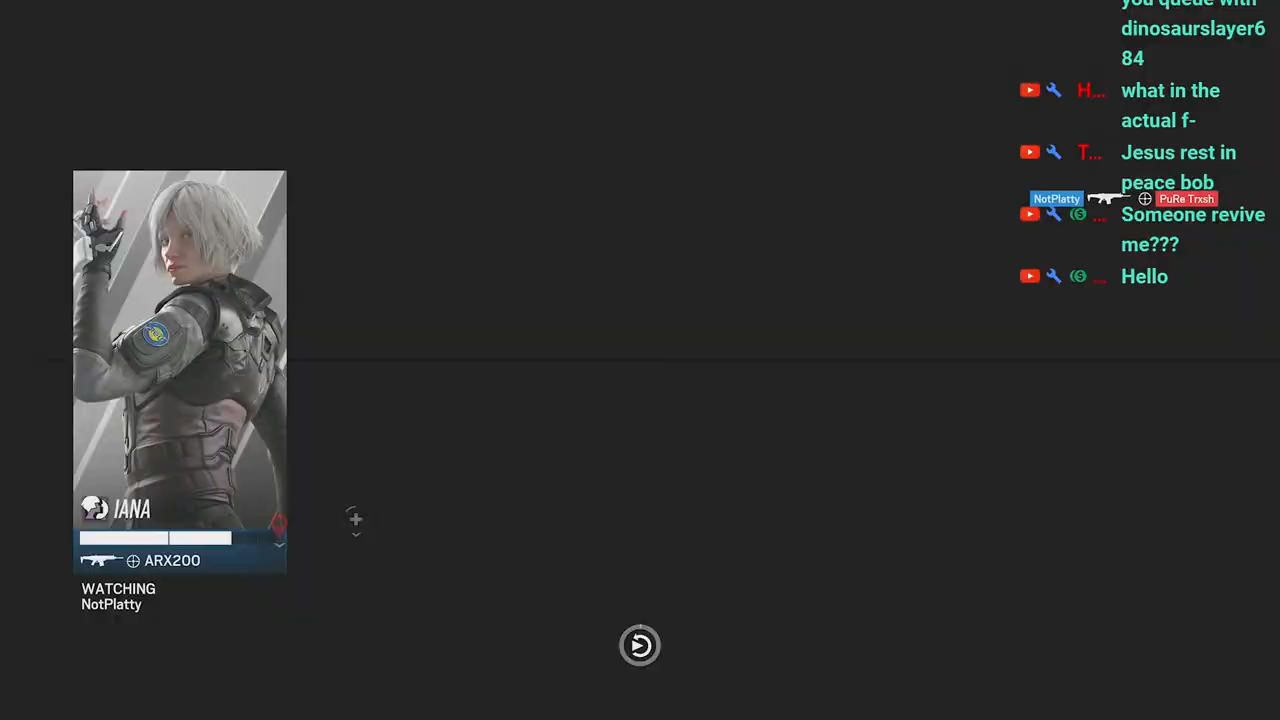 you queue with
dinosaurslayer6
84
H... what in the
actual f-
T... Jesus rest in
peace bob
NotPlatty PuRe Trxsh
... Someone revive
me???
... Hello
IANA
ARX200
WATCHING
NotPlatty